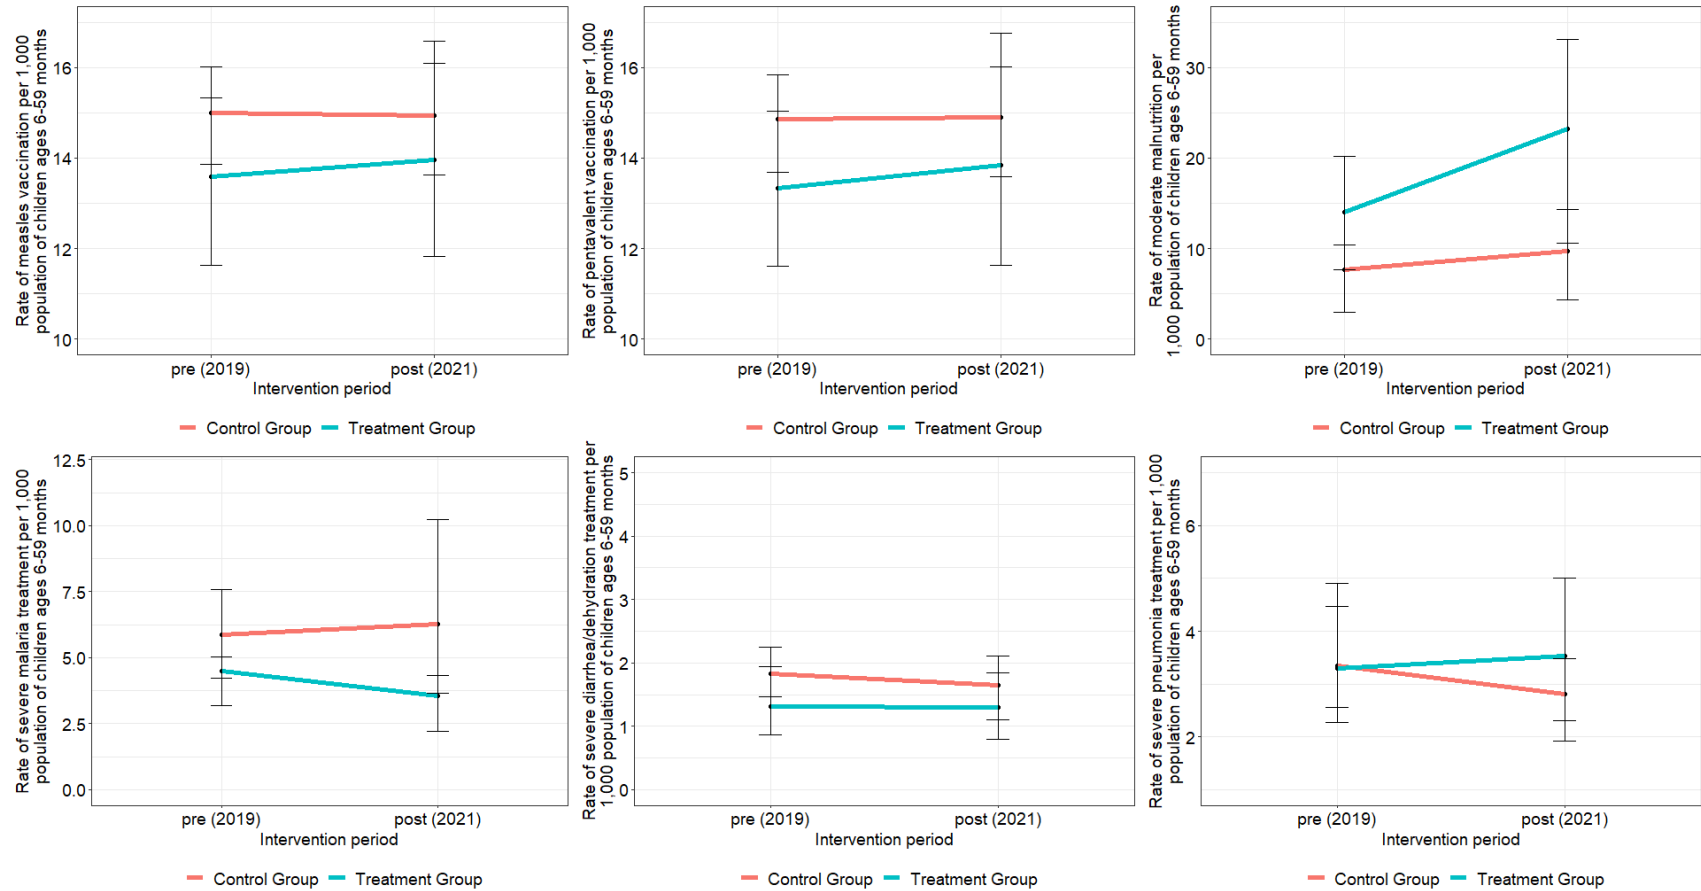 Rate of measles vaccination per 1,000
population of children ages 6-59 months
16
14
12
10
pre (2019)
post (2021)
Intervention period
Control Group
Treatment Group
Rate of pentavalent vaccination per 1,000
population of children ages 6-59 months
16
14
12
10
pre (2019)
post (2021)
Intervention period
Control Group
Treatment Group
Rate of moderate malnutrition per
1,000 population of children ages 6-59 months
30
20
10
0
pre (2019)
post (2021)
Intervention period
Control Group
Treatment Group
Rate of severe malaria treatment per 1,000
population of children ages 6-59 months
12.5
10.0
7.5
5.0
2.5
0.0
pre (2019)
post (2021)
Intervention period
Control Group
Treatment Group
Rate of severe diarrhea/dehydration treatment per
1,000 population of children ages 6-59 months
5
4
3
2
1
0
pre (2019)
post (2021)
Intervention period
Control Group
Treatment Group
Rate of severe pneumonia treatment per 1,000
population of children ages 6-59 months
6
4
2
pre (2019)
post (2021)
Intervention period
Control Group
Treatment Group